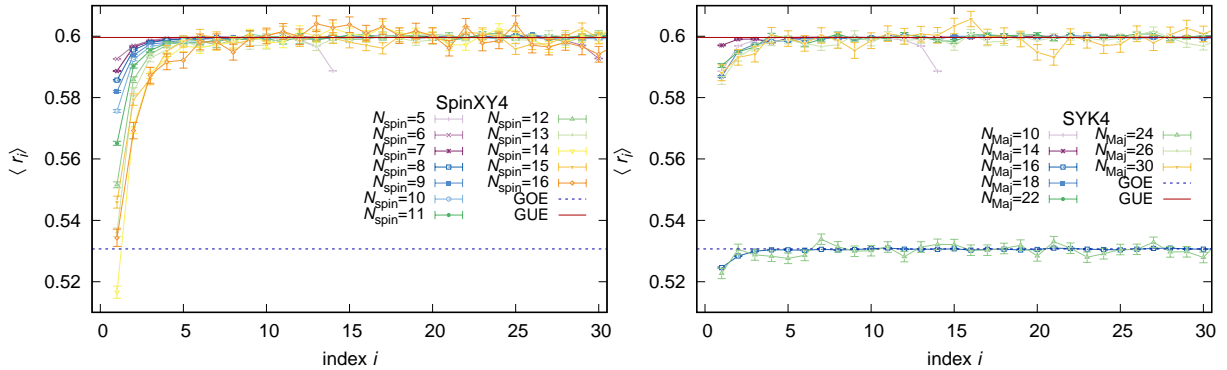 0.6
0.58
0.56
0.54
0.52
⟨ r_i⟩
SpinXY4
N_spin=5
N_spin=6
N_spin=7
N_spin=8
N_spin=9
N_spin=10
N_spin=11
N_spin=12
N_spin=13
N_spin=14
N_spin=15
N_spin=16
GOE
GUE
0 5 10 15 20 25 30
index i
0.6
0.58
0.56
0.54
0.52
⟨ r_i⟩
SYK4
N_Maj=10
N_Maj=14
N_Maj=16
N_Maj=18
N_Maj=22
N_Maj=24
N_Maj=26
N_Maj=30
GOE
GUE
0 5 10 15 20 25 30
index i